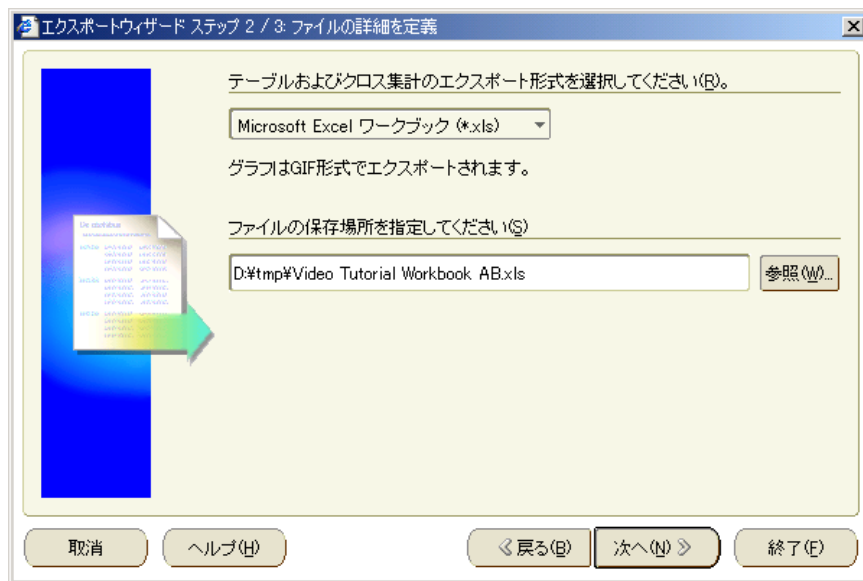 エクスポートウィザード ステップ 2 / 3: ファイルの詳細を定義
テーブルおよびクロス集計のエクスポート形式を選択してください(R)。
Microsoft Excel ワークブック (*.xls)
グラフはGIF形式でエクスポートされます。
ファイルの保存場所を指定してください(S)
D:¥tmp¥Video Tutorial Workbook AB.xls
参照(W)...
取消
ヘルプ(H)
戻る(B)
次へ(N)
終了(F)